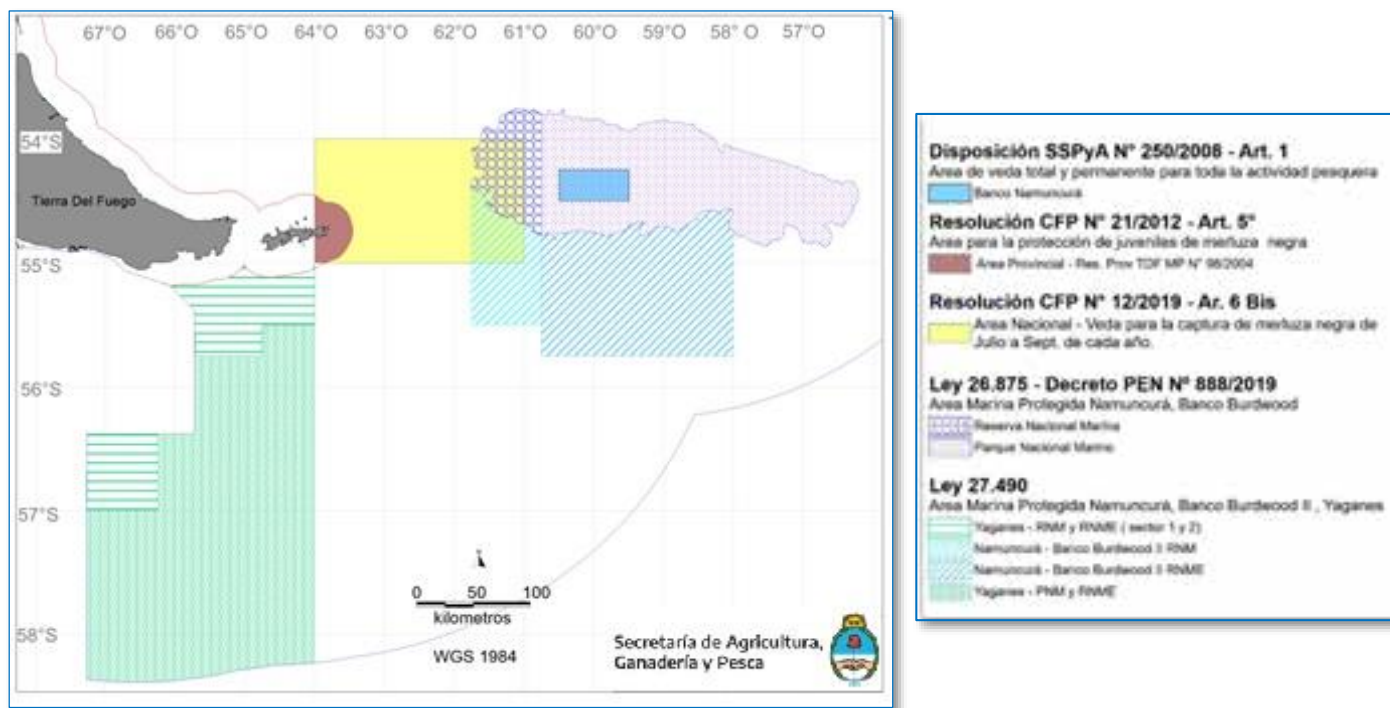 67°O 66°O 65°O 64°O 63°O 62°O 61°O 60°O 59°O 58°O 57°O
54°S
Tierra Del Fuego
55°S
56°S
57°S
58°S
0 50 100
kilometros
WGS 1984
Secretaría de Agricultura,
Ganadería y Pesca
Disposición SSPyA N° 250/2008 - Art. 1
Area de veda total y permanente para toda la actividad pesquera
Banco Namuncurá
Resolución CFP N° 21/2012 - Art. 5°
Area para la protección de juveniles de merluza negra
Area Provincial - Res. Prov TDF MP N° 96/2004
Resolución CFP N° 12/2019 - Ar. 6 Bis
Area Nacional - Veda para la captura de merluza negra de
Julio a Sept. de cada año.
Ley 26.875 - Decreto PEN Nº 888/2019
Area Marina Protegida Namuncurá, Banco Burdwood
Reserva Nacional Marina
Parque Nacional Marino
Ley 27.490
Area Marina Protegida Namuncurá, Banco Burdwood II , Yaganes
Yaganes - RNM y RNME ( sector 1 y 2)
Namuncurá - Banco Burdwood II RNM
Namuncurá - Banco Burdwood II RNME
Yaganes - PNM y RNME